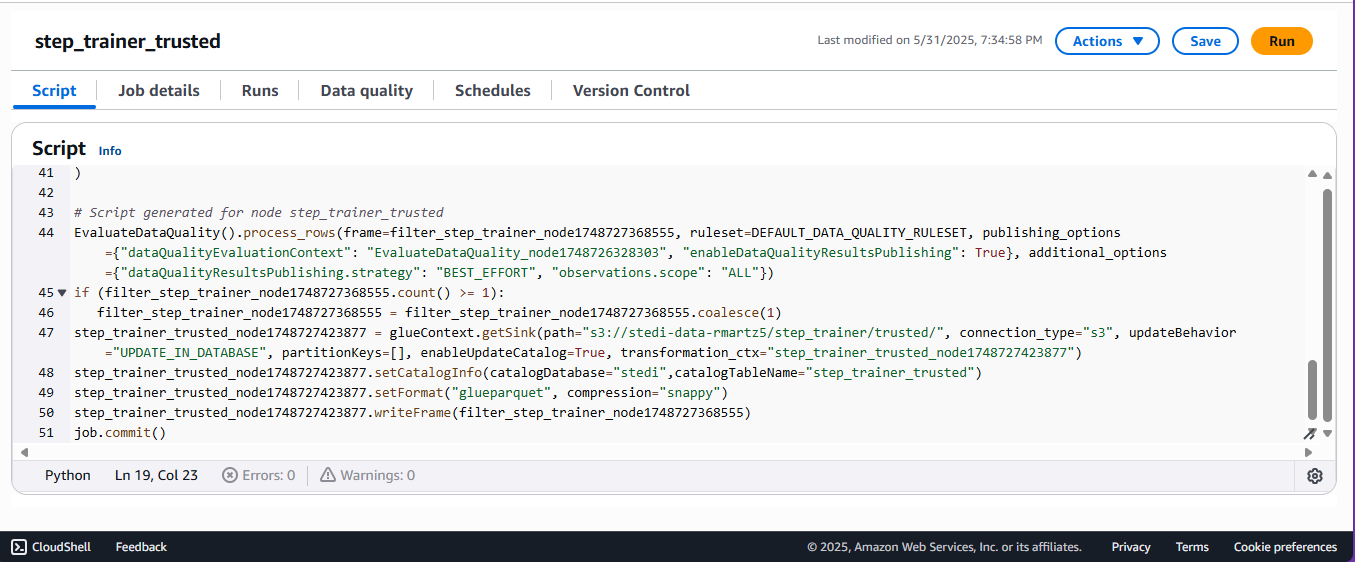 step_trainer_trusted
Last modified on 5/31/2025, 7:34:58 PM
Actions
Save
Run
Script
Job details
Runs
Data quality
Schedules
Version Control
Script
Info
41 )
42
43 # Script generated for node step_trainer_trusted
44 EvaluateDataQuality().process_rows(frame=filter_step_trainer_node1748727368555, ruleset=DEFAULT_DATA_QUALITY_RULESET, publishing_options
={"dataQualityEvaluationContext": "EvaluateDataQuality_node1748726328303", "enableDataQualityResultsPublishing": True}, additional_options
={"dataQualityResultsPublishing.strategy": "BEST_EFFORT", "observations.scope": "ALL"})
45 if (filter_step_trainer_node1748727368555.count() >= 1):
46    filter_step_trainer_node1748727368555 = filter_step_trainer_node1748727368555.coalesce(1)
47 step_trainer_trusted_node1748727423877 = glueContext.getSink(path="s3://stedi-data-rmartz5/step_trainer/trusted/", connection_type="s3", updateBehavior
="UPDATE_IN_DATABASE", partitionKeys=[], enableUpdateCatalog=True, transformation_ctx="step_trainer_trusted_node1748727423877")
48 step_trainer_trusted_node1748727423877.setCatalogInfo(catalogDatabase="stedi",catalogTableName="step_trainer_trusted")
49 step_trainer_trusted_node1748727423877.setFormat("glueparquet", compression="snappy")
50 step_trainer_trusted_node1748727423877.writeFrame(filter_step_trainer_node1748727368555)
51 job.commit()
Python
Ln 19, Col 23
Errors: 0
Warnings: 0
CloudShell
Feedback
© 2025, Amazon Web Services, Inc. or its affiliates.
Privacy
Terms
Cookie preferences